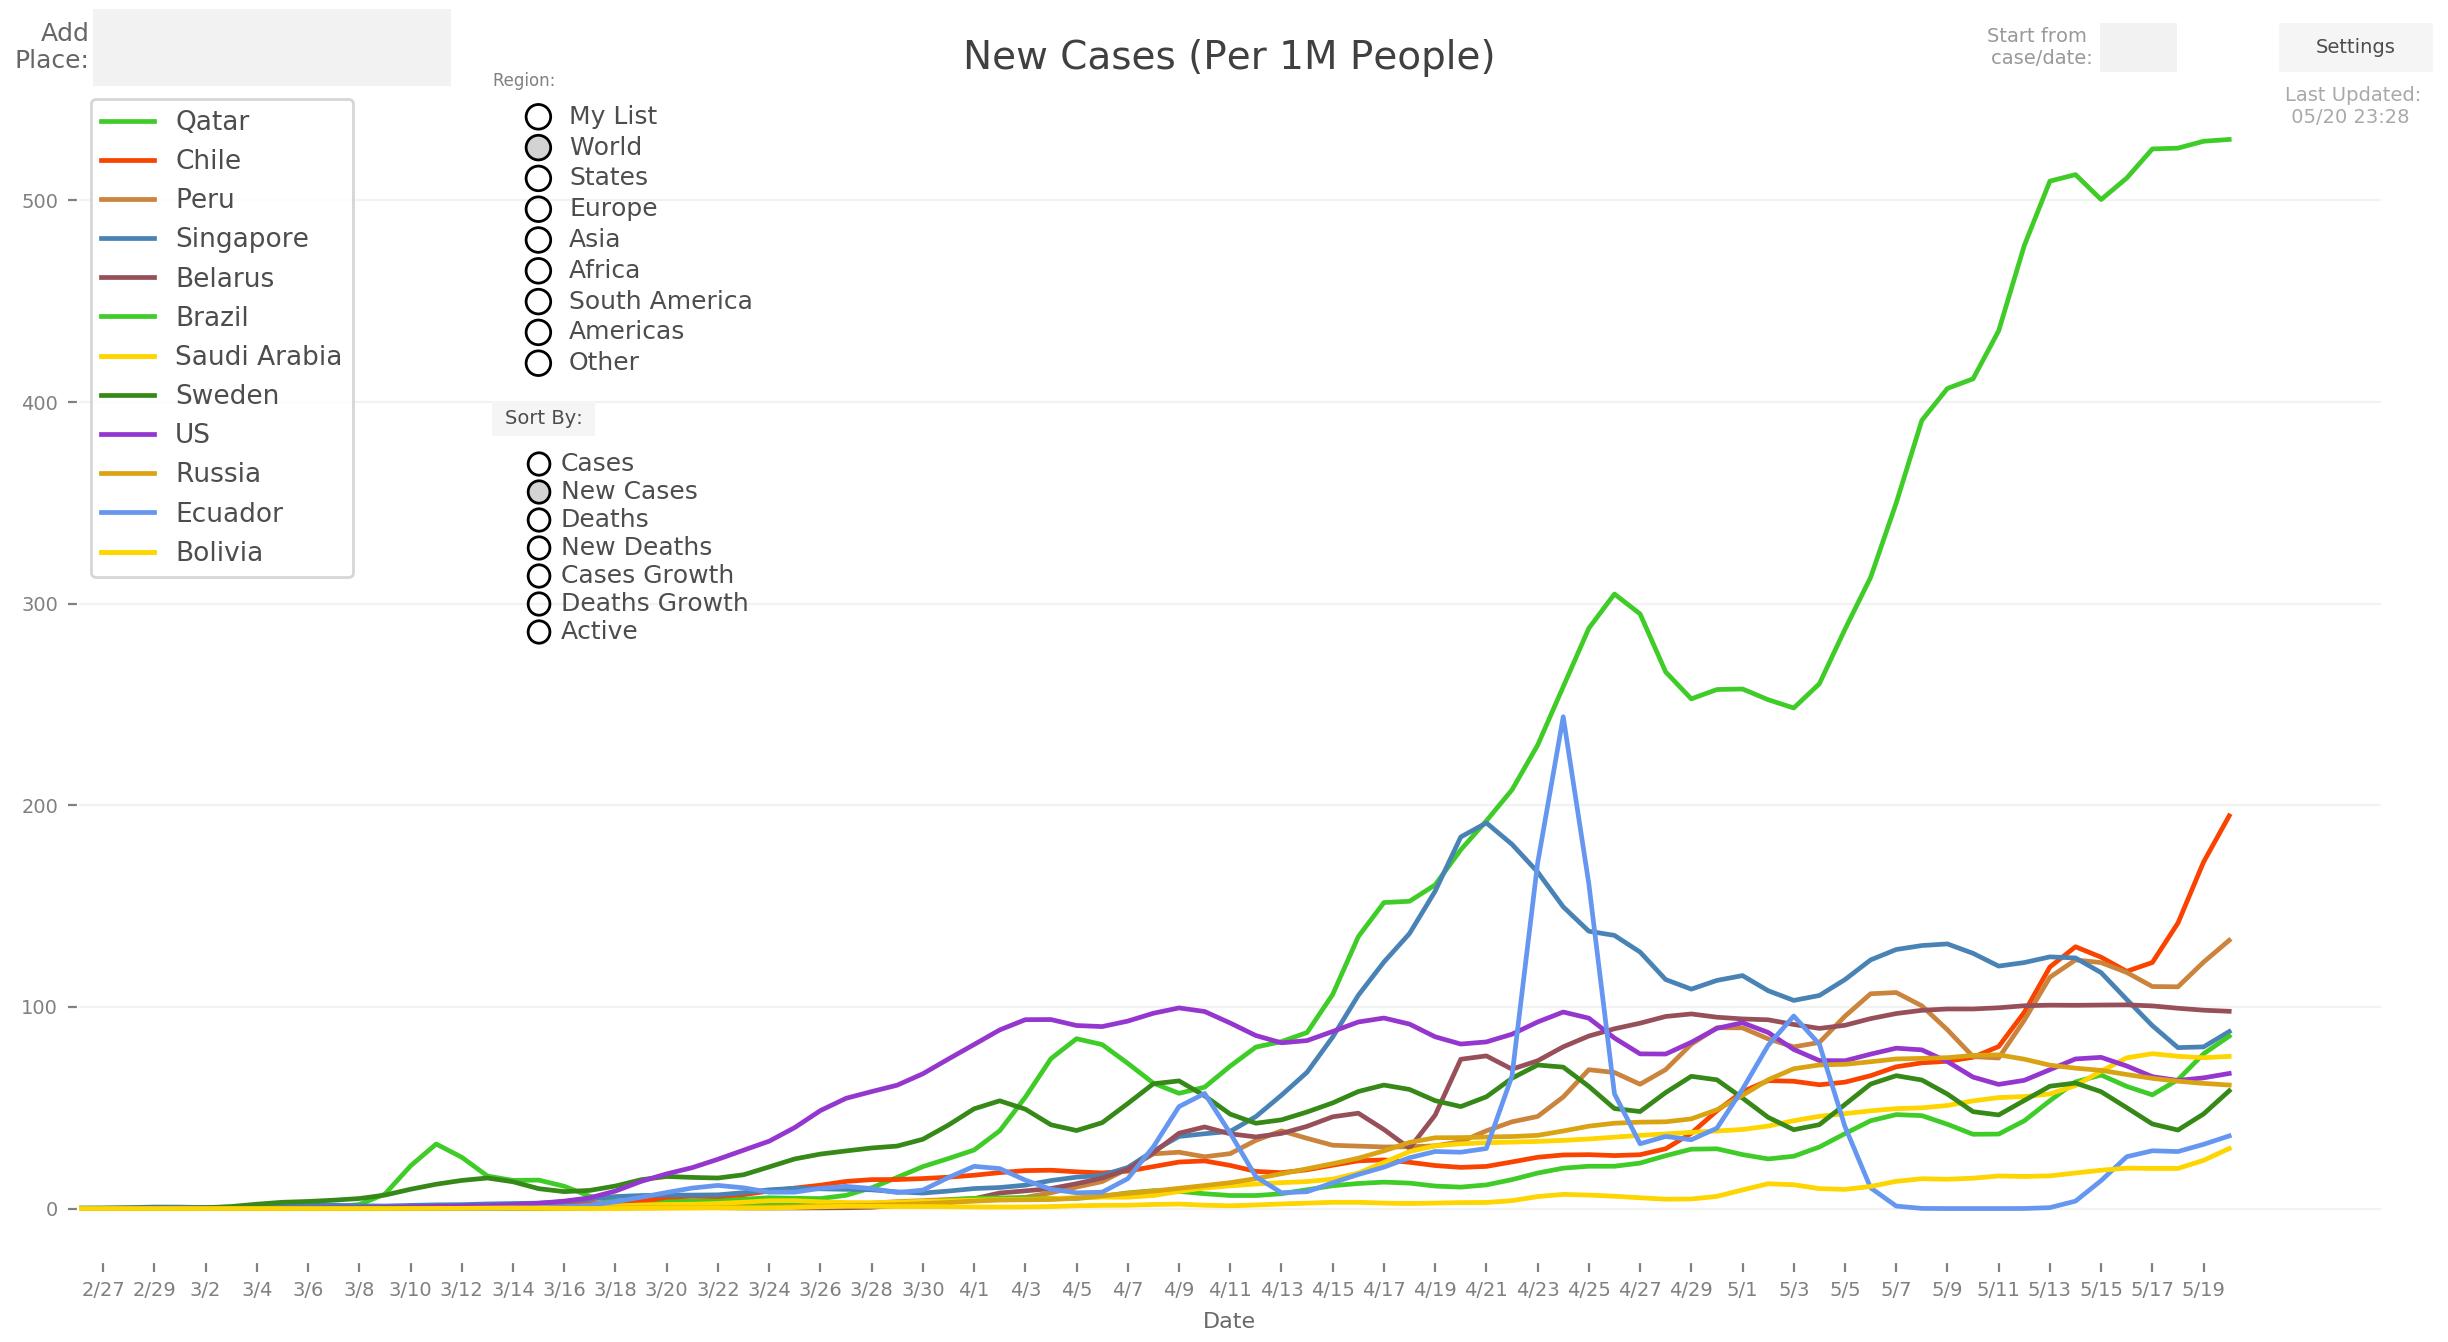 Add
Place:
New Cases (Per 1M People)
Start from
case/date:
Settings
Last Updated:
05/20 23:28
Region:
My List
World
States
Europe
Asia
Africa
South America
Americas
Other
Sort By:
Cases
New Cases
Deaths
New Deaths
Cases Growth
Deaths Growth
Active
Qatar
Chile
Peru
Singapore
Belarus
Brazil
Saudi Arabia
Sweden
US
Russia
Ecuador
Bolivia
500
400
300
200
100
0
2/27 2/29 3/2 3/4 3/6 3/8 3/10 3/12 3/14 3/16 3/18 3/20 3/22 3/24 3/26 3/28 3/30 4/1 4/3 4/5 4/7 4/9 4/11 4/13 4/15 4/17 4/19 4/21 4/23 4/25 4/27 4/29 5/1 5/3 5/5 5/7 5/9 5/11 5/13 5/15 5/17 5/19
Date